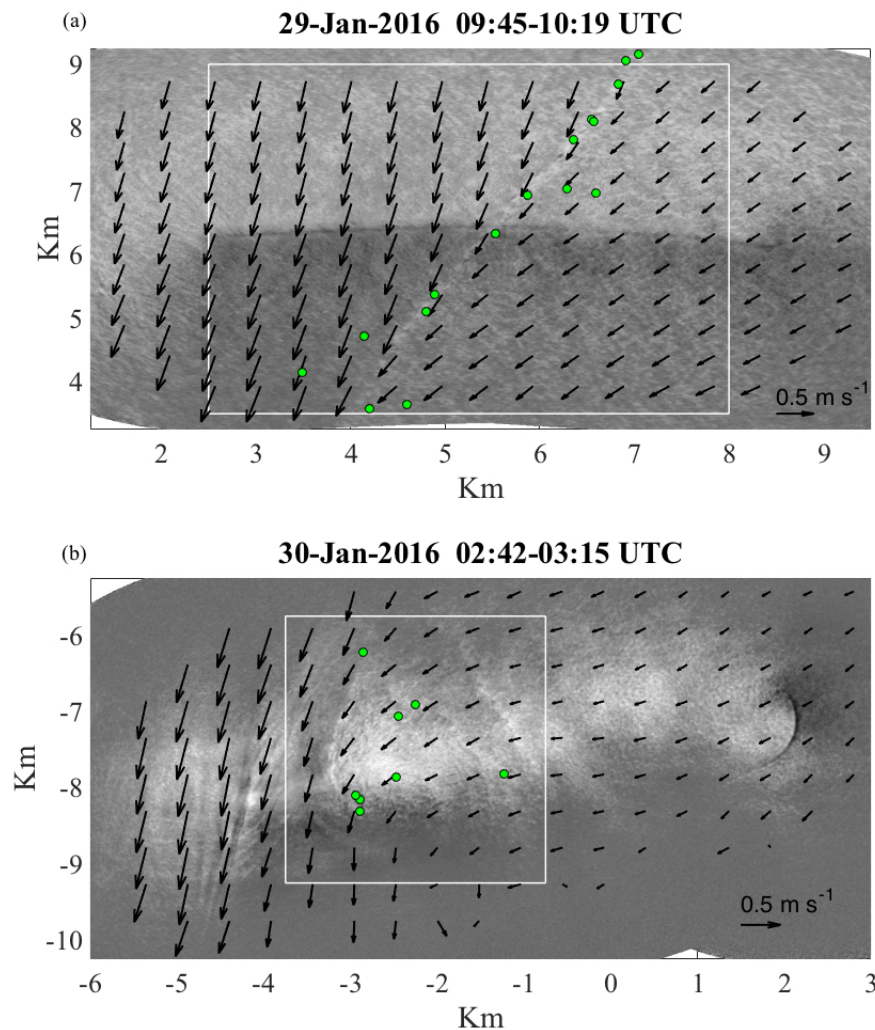 (a)
29-Jan-2016 09:45-10:19 UTC
9
8
7
6
5
4
Km
0.5 m s-1
2 3 4 5 6 7 8 9
Km
(b)
30-Jan-2016 02:42-03:15 UTC
-6
-7
-8
-9
-10
Km
0.5 m s-1
-6 -5 -4 -3 -2 -1 0 1 2 3
Km